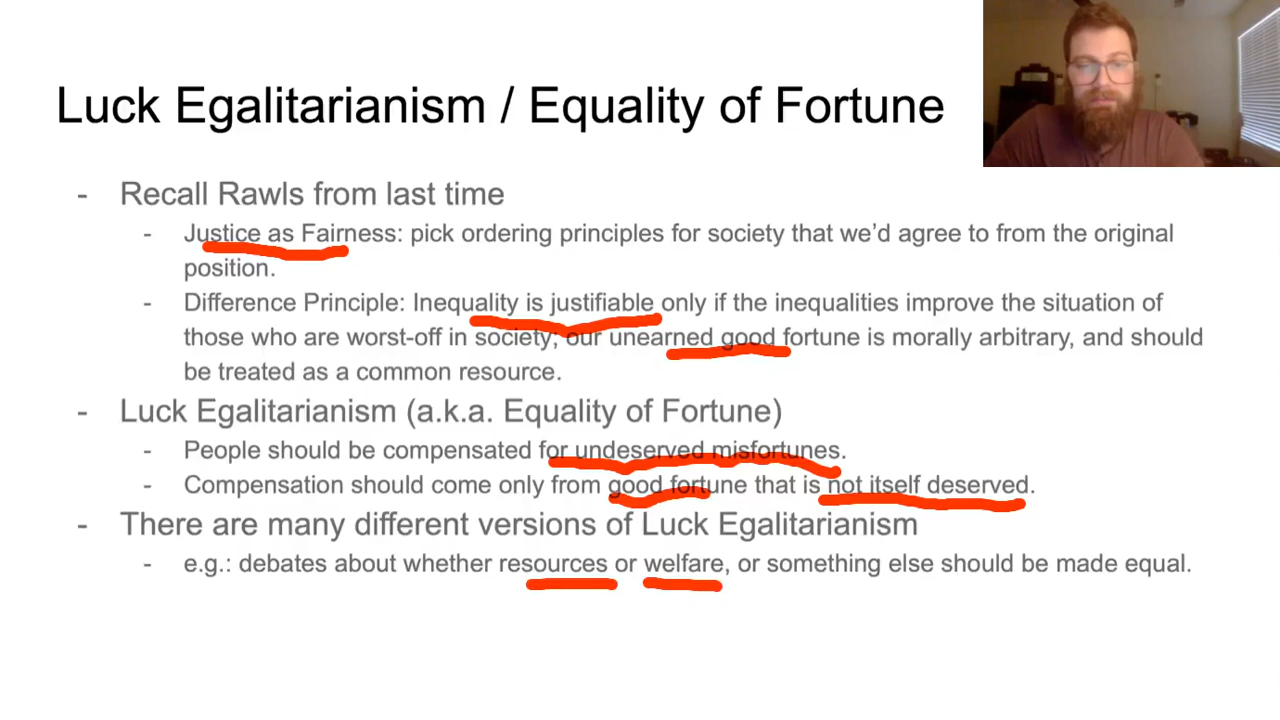 Luck Egalitarianism / Equality of Fortune
- Recall Rawls from last time
- Justice as Fairness: pick ordering principles for society that we'd agree to from the original
position.
- Difference Principle: Inequality is justifiable only if the inequalities improve the situation of
those who are worst-off in society; our unearned good fortune is morally arbitrary, and should
be treated as a common resource.
- Luck Egalitarianism (a.k.a. Equality of Fortune)
- People should be compensated for undeserved misfortunes.
- Compensation should come only from good fortune that is not itself deserved.
- There are many different versions of Luck Egalitarianism
- e.g.: debates about whether resources or welfare, or something else should be made equal.